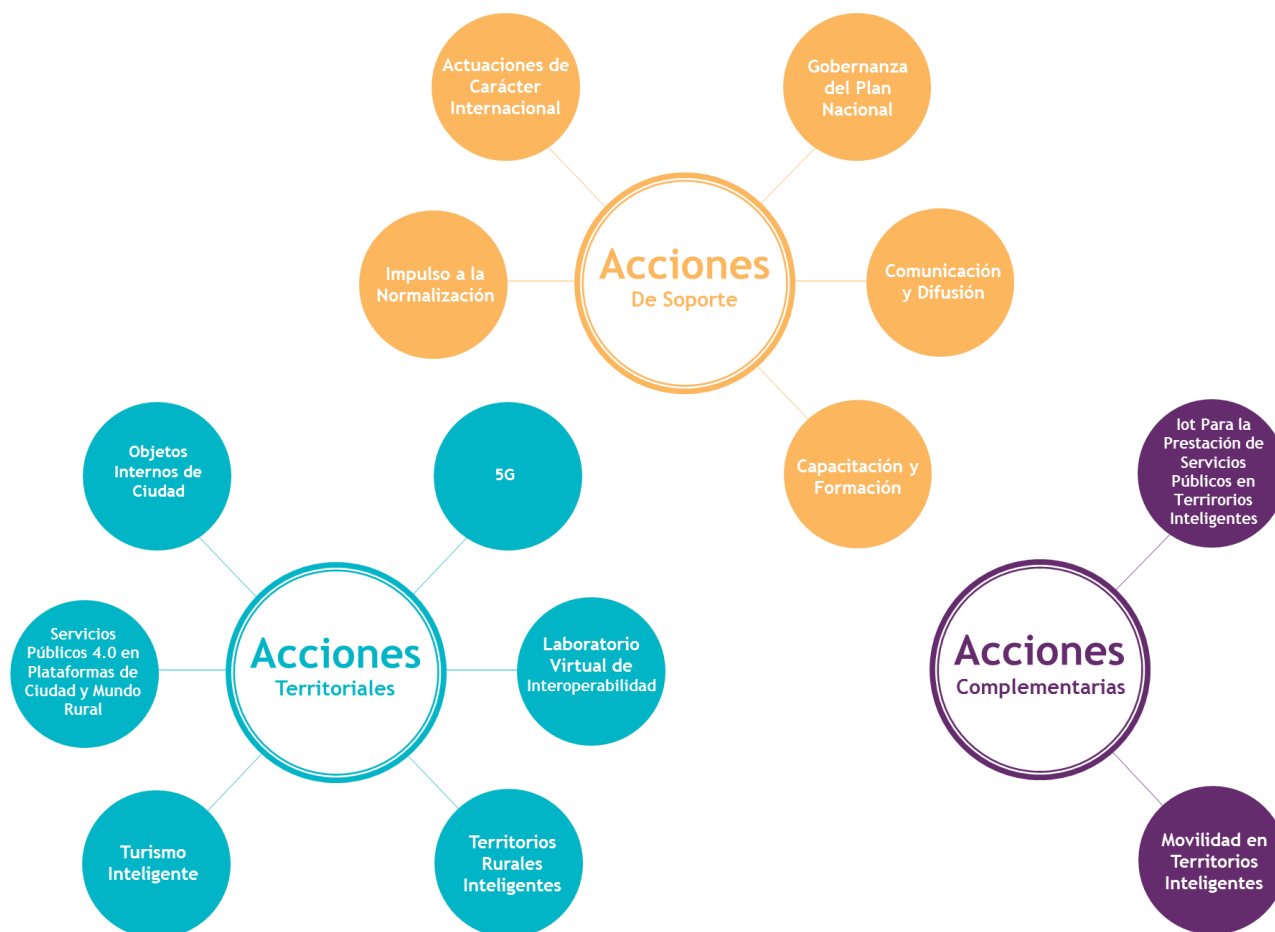 Actuaciones de
Carácter
Internacional
Gobernanza
del Plan
Nacional
Impulso a la
Normalización
Acciones
De Soporte
Comunicación
y Difusión
Capacitación y
Formación
Objetos
Internos de
Ciudad
5G
Servicios
Públicos 4.0 en
Plataformas de
Ciudad y Mundo
Rural
Acciones
Territoriales
Laboratorio
Virtual de
Interoperabilidad
Turismo
Inteligente
Territorios
Rurales
Inteligentes
Iot Para la
Prestación de
Servicios
Públicos en
Terrirorios
Inteligentes
Acciones
Complementarias
Movilidad en
Territorios
Inteligentes